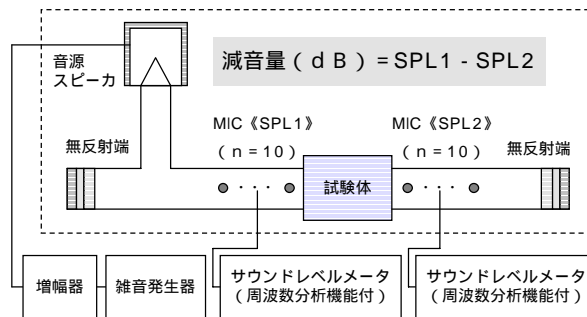 音源
スピーカ
減音量(dB)=SPL1-SPL2
MIC《SPL1》
(n=10)
MIC《SPL2》
(n=10)
無反射端
無反射端
・・・
試験体
・・・
増幅器
雑音発生器
サウンドレベルメータ
(周波数分析機能付)
サウンドレベルメータ
(周波数分析機能付)